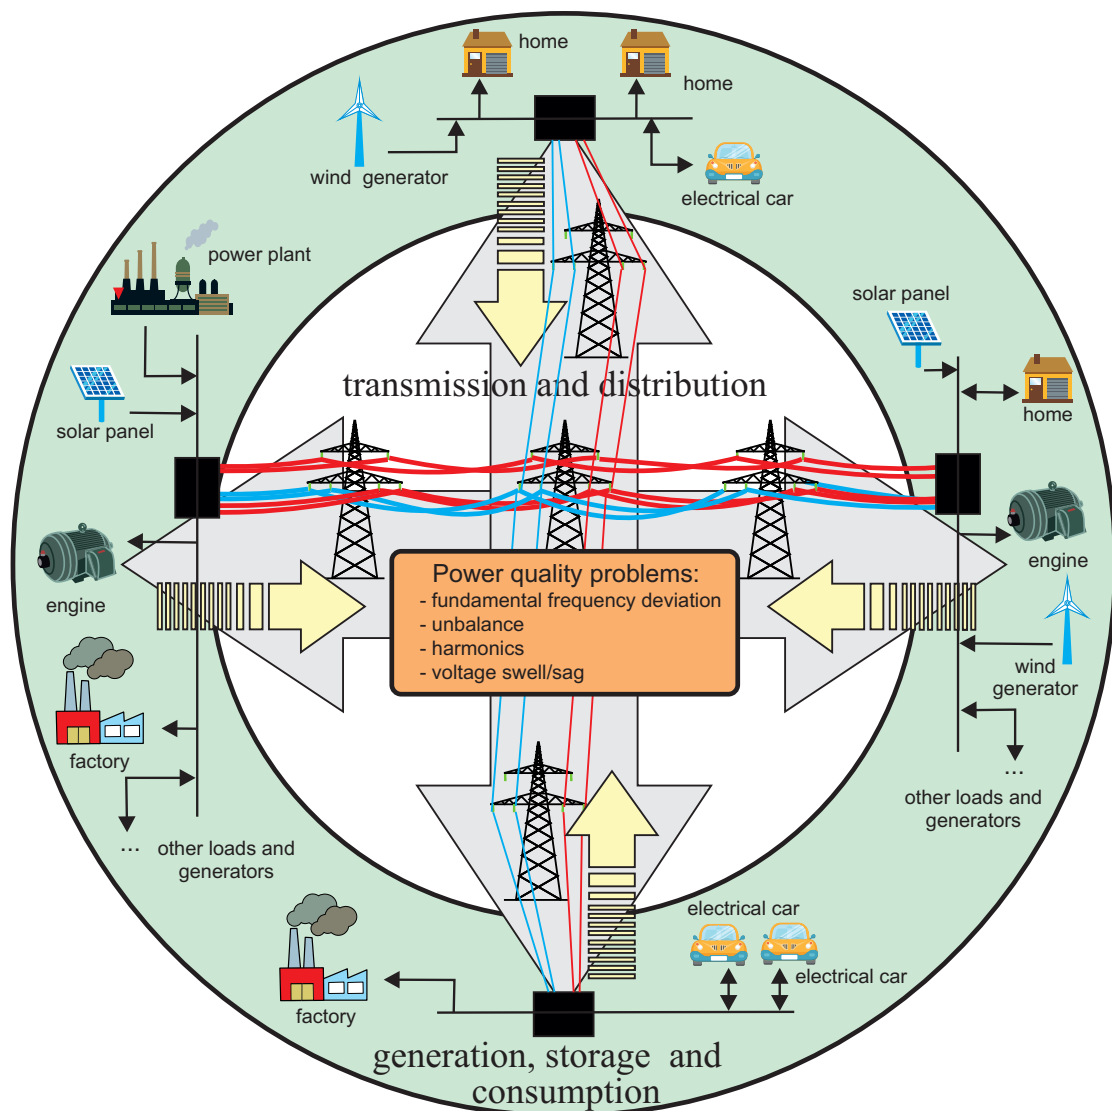 home
home
wind generator
electrical car
power plant
solar panel
solar panel
transmission and distribution
home
solar panel
engine
engine
Power quality problems:
- fundamental frequency deviation
- unbalance
- harmonics
- voltage swell/sag
wind
generator
factory
...
other loads and
generators
... other loads and
generators
electrical car
electrical car
factory
generation, storage and
consumption